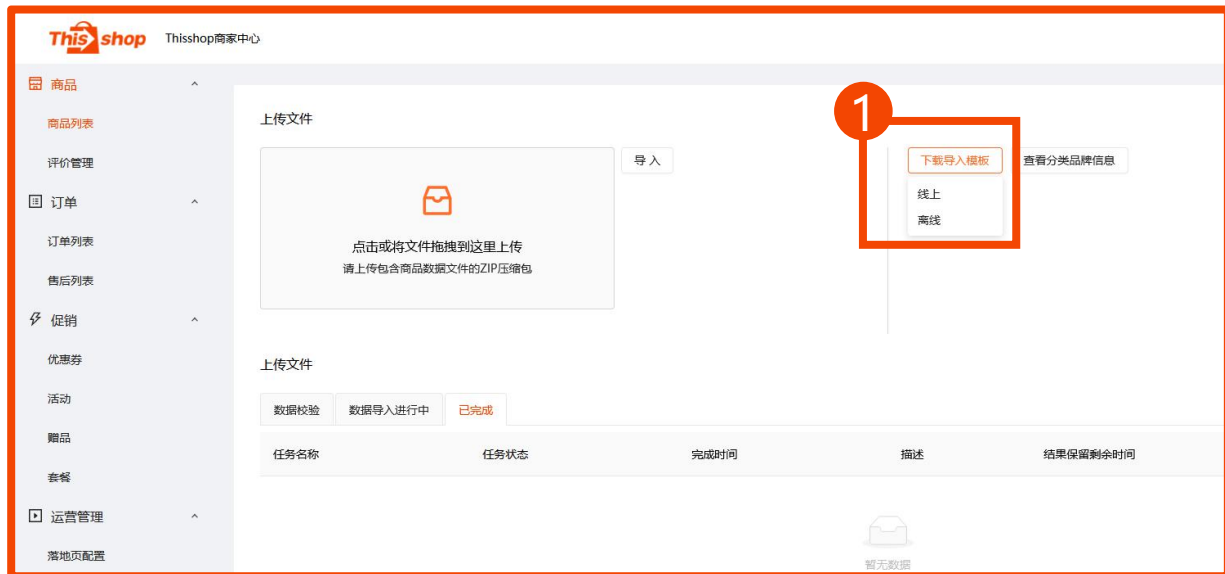 This shop Thisshop商家中心
商品
商品列表
评价管理
订单
订单列表
售后列表
促销
优惠券
活动
赠品
套餐
运营管理
落地页配置
上传文件
点击或将文件拖拽到这里上传
请上传包含商品数据文件的ZIP压缩包
导入
1
下载导入模板 查看分类品牌信息
线上
离线
上传文件
数据校验 数据导入进行中 已完成
任务名称 任务状态 完成时间 描述 结果保留剩余时间
暂无数据